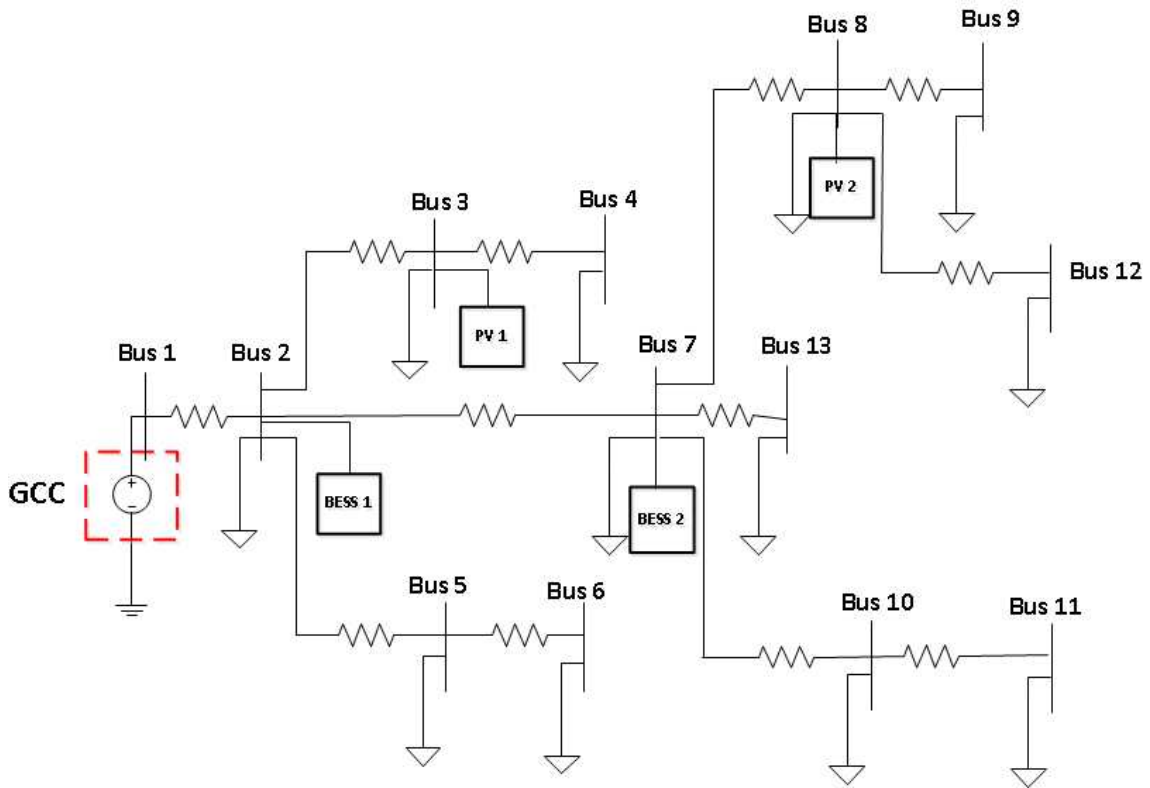 Bus 8
Bus 9
PV 2
Bus 3
Bus 4
Bus 12
PV 1
Bus 1
Bus 2
Bus 7
Bus 13
GCC
+
−
BESS 1
BESS 2
Bus 5
Bus 6
Bus 10
Bus 11